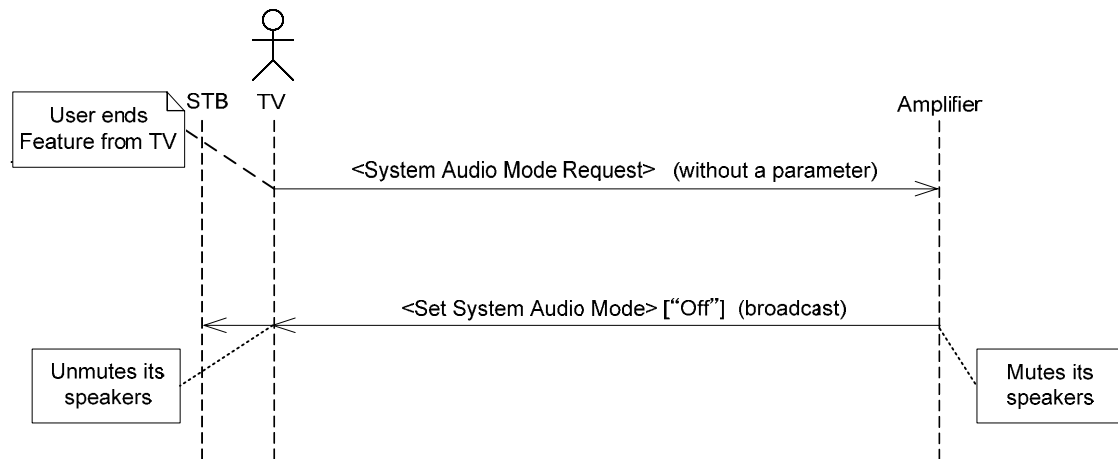 STB
TV
Amplifier
User ends
Feature from TV
<System Audio Mode Request> (without a parameter)
<Set System Audio Mode> [“Off”] (broadcast)
Unmutes its
speakers
Mutes its
speakers